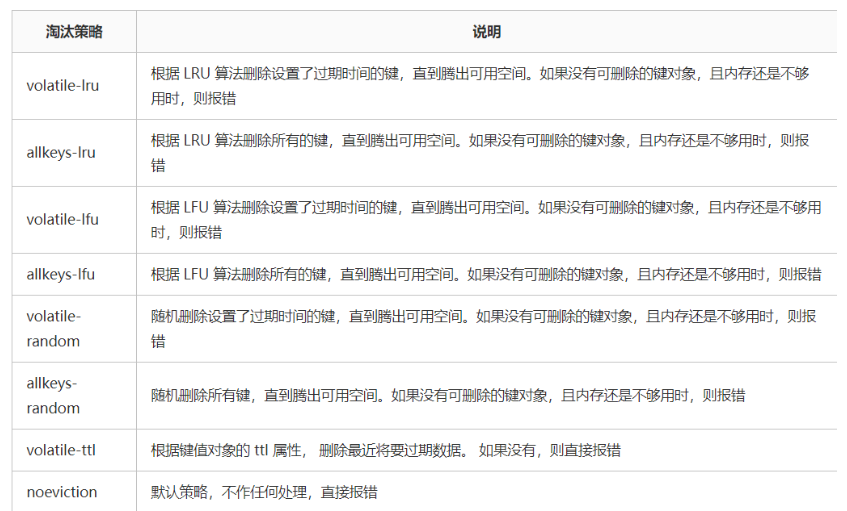 淘汰策略 说明
volatile-lru 根据 LRU 算法删除设置了过期时间的键，直到腾出可用空间。如果没有可删除的键对象，且内存还是不够
用时，则报错
allkeys-lru 根据 LRU 算法删除所有的键，直到腾出可用空间。如果没有可删除的键对象，且内存还是不够用时，则报
错
volatile-lfu 根据 LFU 算法删除设置了过期时间的键，直到腾出可用空间。如果没有可删除的键对象，且内存还是不够用
时，则报错
allkeys-lfu 根据 LFU 算法删除所有的键，直到腾出可用空间。如果没有可删除的键对象，且内存还是不够用时，则报错
volatile-
random
随机删除设置了过期时间的键，直到腾出可用空间。如果没有可删除的键对象，且内存还是不够用时，则报
错
allkeys-
random
随机删除所有键，直到腾出可用空间。如果没有可删除的键对象，且内存还是不够用时，则报错
volatile-ttl 根据键值对象的 ttl 属性， 删除最近将要过期数据。 如果没有，则直接报错
noeviction 默认策略，不作任何处理，直接报错